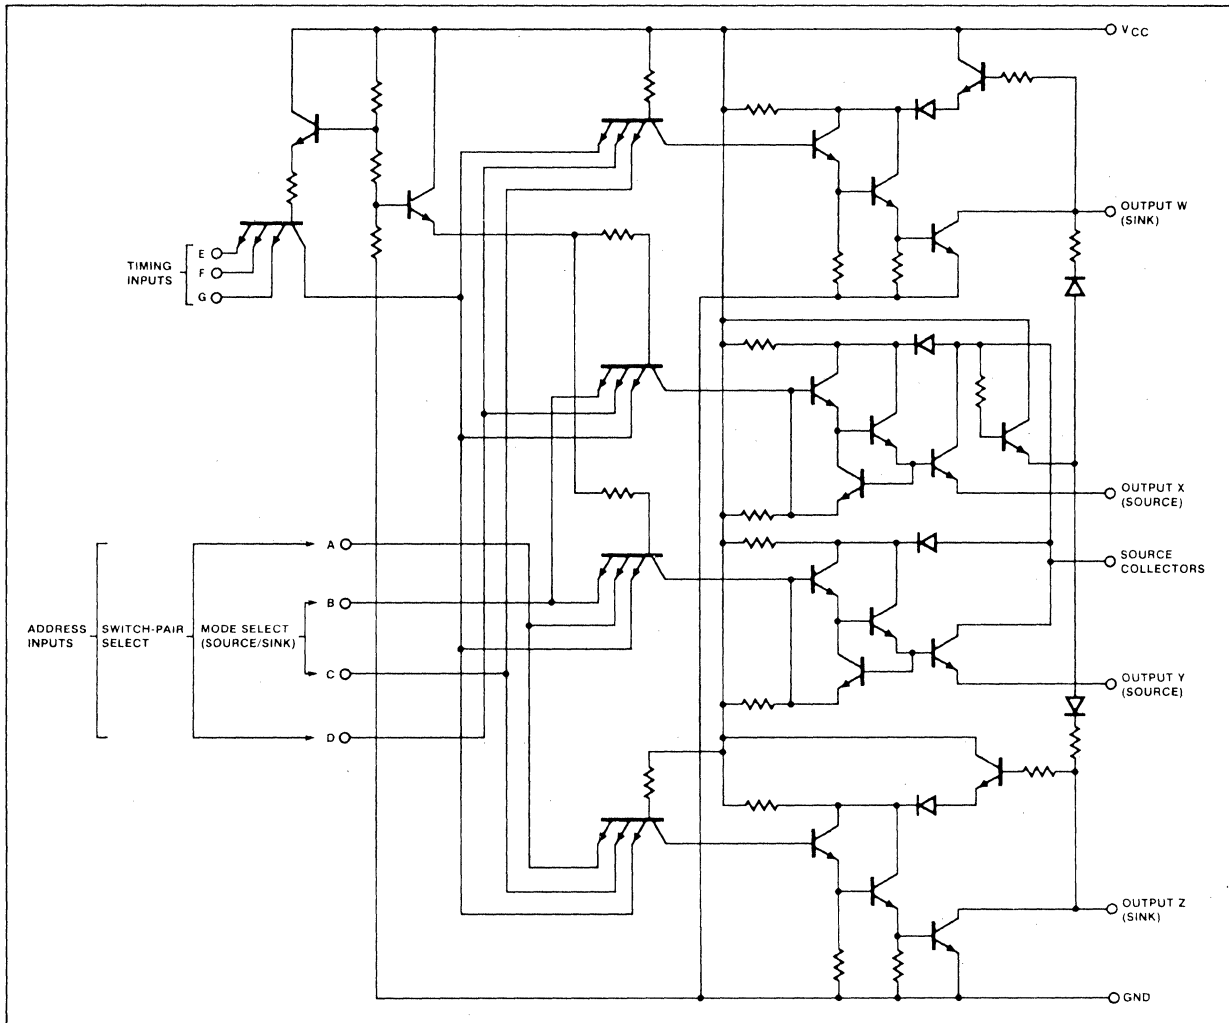 VCC
OUTPUT W
(SINK)
TIMING
INPUTS
E
F
G
OUTPUT X
(SOURCE)
SOURCE
COLLECTORS
ADDRESS
INPUTS
SWITCH-PAIR
SELECT
MODE SELECT
(SOURCE/SINK)
A
B
C
D
OUTPUT Y
(SOURCE)
OUTPUT Z
(SINK)
GND